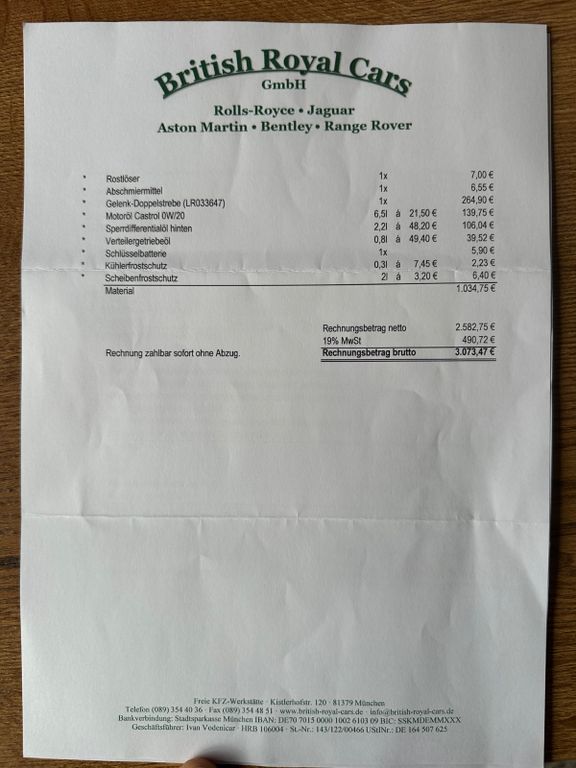 British Royal Cars
GmbH
Rolls-Royce • Jaguar
Aston Martin • Bentley • Range Rover
* Rostlöser 1x 7,00 €
* Abschmiermittel 1x 6,55 €
* Gelenk-Doppelstrebe (LR033647) 1x 264,90 €
* Motoröl Castrol 0W/20 6,5l á 21,50 € 139,75 €
* Sperrdifferentialöl hinten 2,2l á 48,20 € 106,04 €
* Verteilergetriebeöl 0,8l á 49,40 € 39,52 €
* Schlüsselbatterie 1x 5,90 €
* Kühlerfrostschutz 0,3l á 7,45 € 2,23 €
* Scheibenfrostschutz 2l á 3,20 € 6,40 €
Material 1.034,75 €
Rechnungsbetrag netto 2.582,75 €
19% MwSt 490,72 €
Rechnung zahlbar sofort ohne Abzug. Rechnungsbetrag brutto 3.073,47 €
Freie KFZ-Werkstätte · Kistlerhofstr. 120 · 81379 München
Telefon (089) 354 40 36 · Fax (089) 354 48 51 · www.british-royal-cars.de · info@british-royal-cars.de
Bankverbindung: Stadtsparkasse München IBAN: DE70 7015 0000 1002 6103 09 BIC: SSKMDEMMXXX
Geschäftsführer: Ivan Vodenicar · HRB 106004 · St.-Nr.: 143/122/00466 UStlNr.: DE 164 507 625